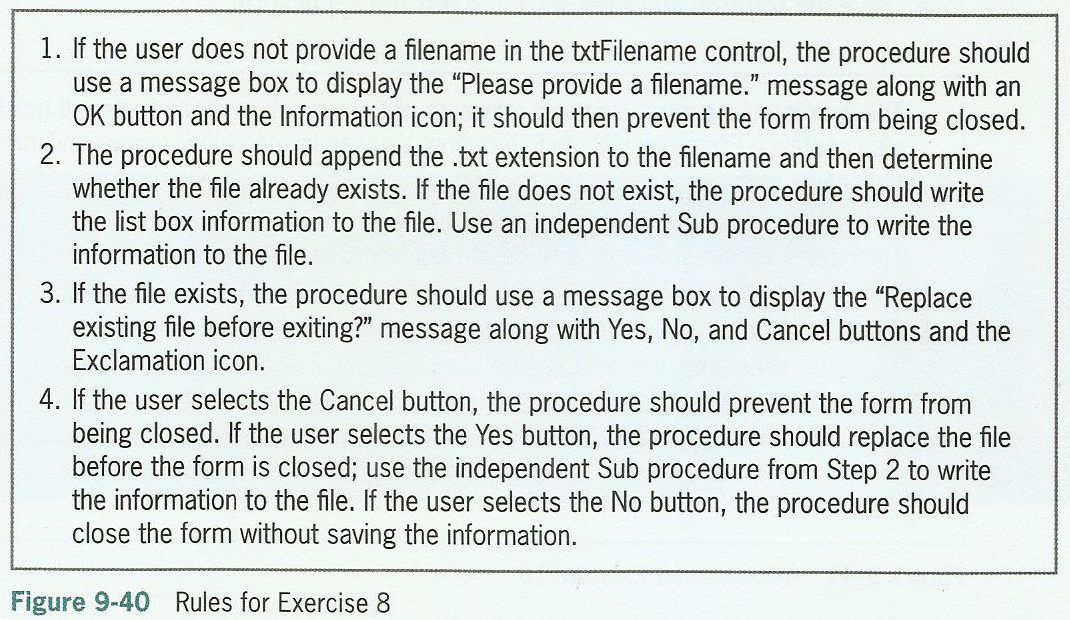 1. If the user does not provide a filename in the txtFilename control, the procedure should
use a message box to display the “Please provide a filename.” message along with an
OK button and the Information icon; it should then prevent the form from being closed.
2. The procedure should append the .txt extension to the filename and then determine
whether the file already exists. If the file does not exist, the procedure should write
the list box information to the file. Use an independent Sub procedure to write the
information to the file.
3. If the file exists, the procedure should use a message box to display the “Replace
existing file before exiting?” message along with Yes, No, and Cancel buttons and the
Exclamation icon.
4. If the user selects the Cancel button, the procedure should prevent the form from
being closed. If the user selects the Yes button, the procedure should replace the file
before the form is closed; use the independent Sub procedure from Step 2 to write
the information to the file. If the user selects the No button, the procedure should
close the form without saving the information.
Figure 9-40 Rules for Exercise 8